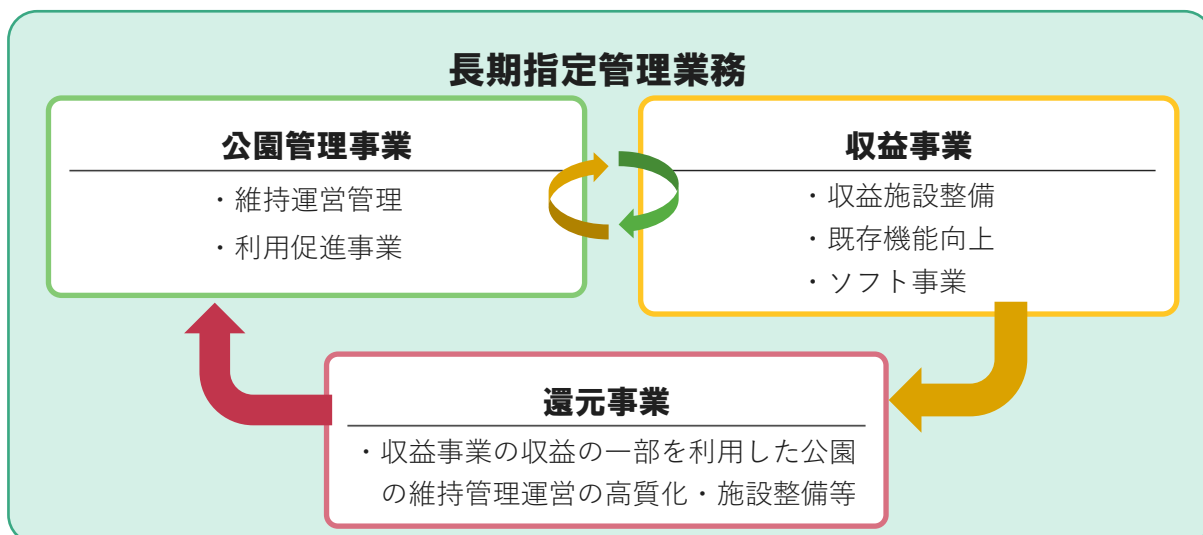 長期指定管理業務
公園管理事業
・維持運営管理
・利用促進事業
収益事業
・収益施設整備
・既存機能向上
・ソフト事業
還元事業
・収益事業の収益の一部を利用した公園
の維持管理運営の高質化・施設整備等